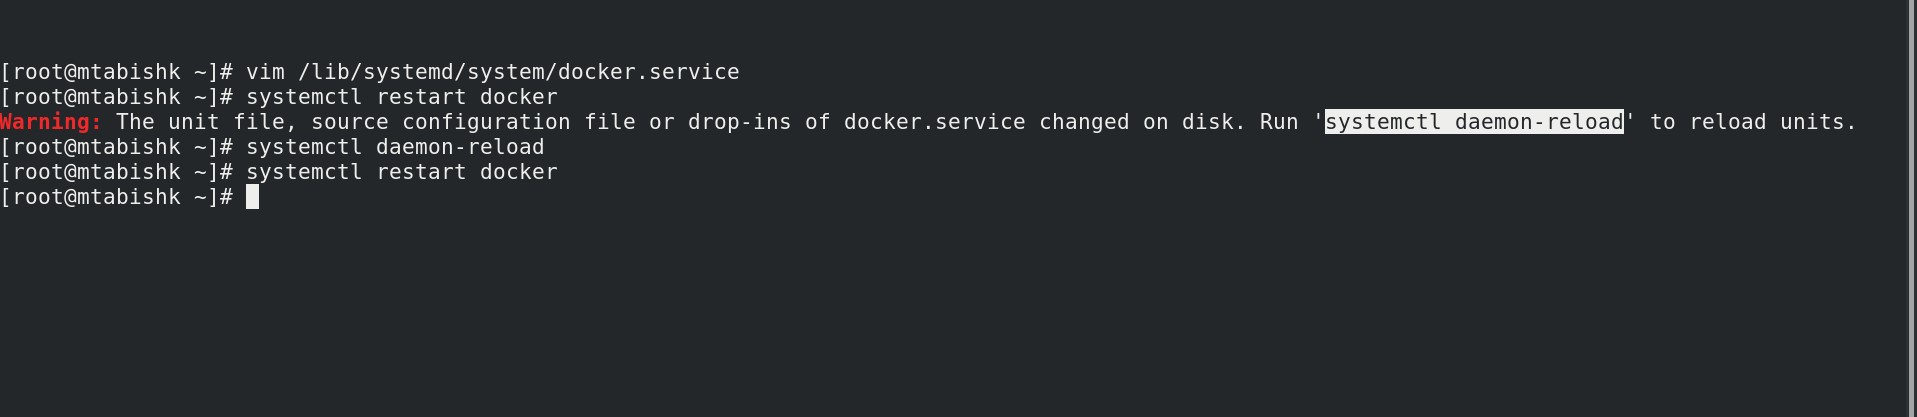 [root@mtabishk ~]# vim /lib/systemd/system/docker.service
[root@mtabishk ~]# systemctl restart docker
Warning: The unit file, source configuration file or drop-ins of docker.service changed on disk. Run 'systemctl daemon-reload' to reload units.
[root@mtabishk ~]# systemctl daemon-reload
[root@mtabishk ~]# systemctl restart docker
[root@mtabishk ~]#